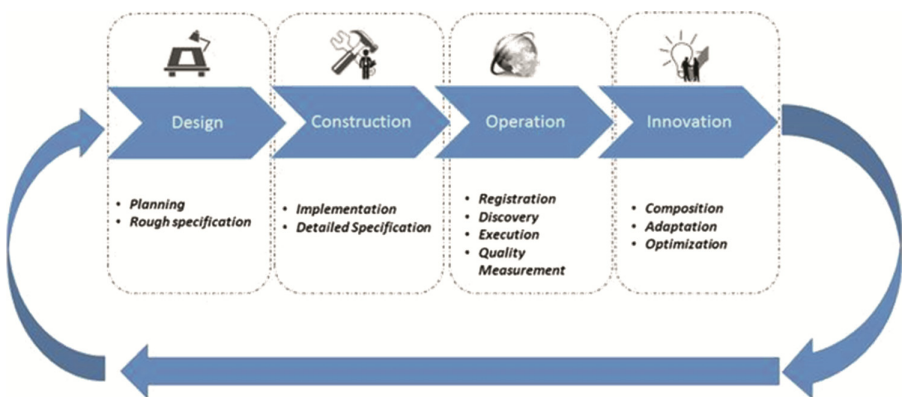 Design
Construction
Operation
Innovation
• Planning
• Rough specification
• Implementation
• Detailed Specification
• Registration
• Discovery
• Execution
• Quality
Measurement
• Composition
• Adaptation
• Optimization